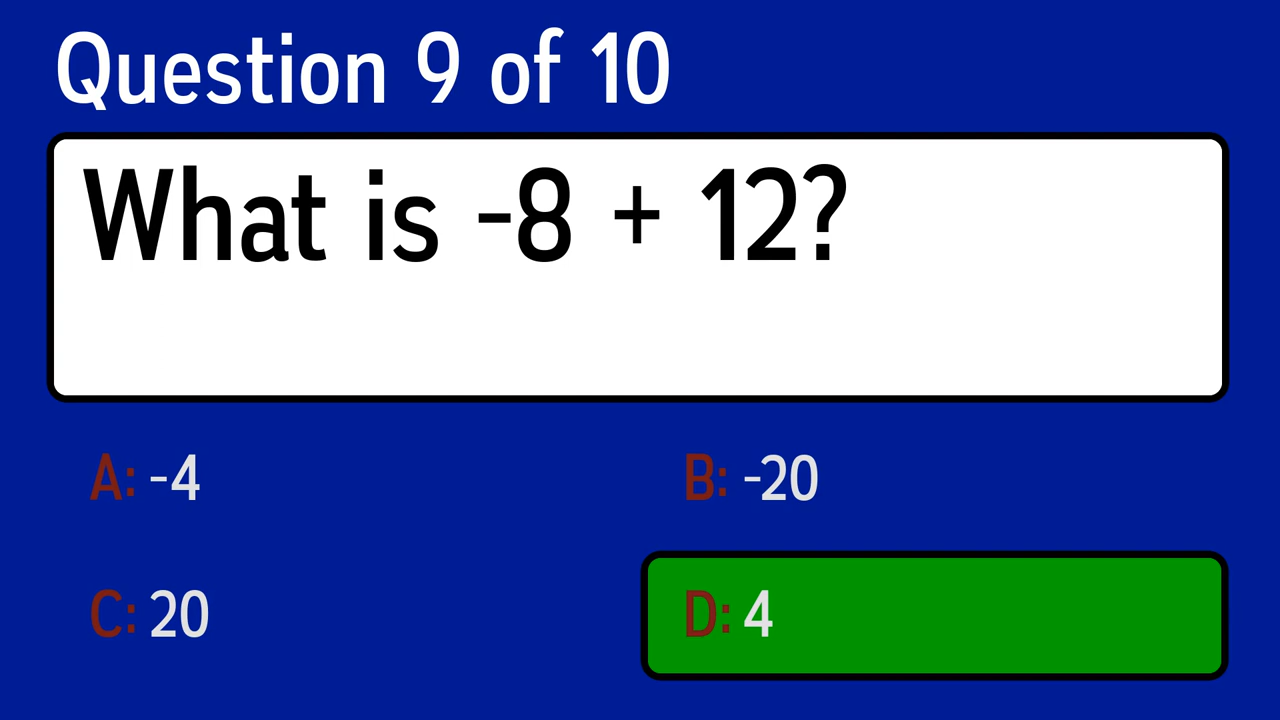 Question 9 of 10
What is -8 + 12?
A: -4
B: -20
C: 20
D: 4